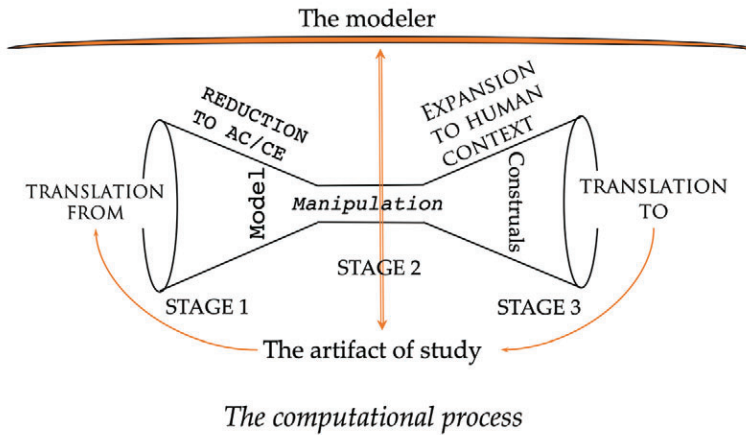 The modeler
REDUCTION
TO AC/CE
EXPANSION
TO HUMAN
CONTEXT
TRANSLATION
FROM
Model
Manipulation
Construals
TRANSLATION
TO
STAGE 1
STAGE 2
STAGE 3
The artifact of study
The computational process